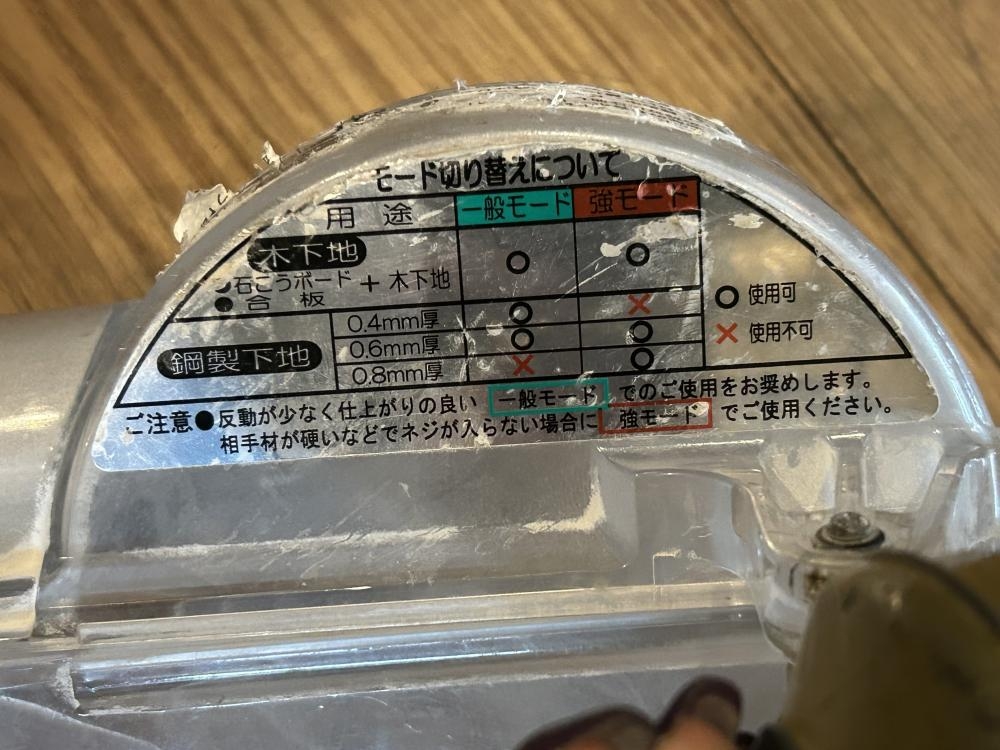 モード切り替えについて
用途 一般モード 強モード
木下地
●石こうボード + 木下地 ○ ○
●合板
鋼製下地
0.4mm厚 ○ ×
0.6mm厚 ○ ○
0.8mm厚 × ○
○ 使用可
× 使用不可
ご注意●反動が少なく仕上がりの良い 一般モード でのご使用をお奨めします。
相手材が硬いなどでネジが入らない場合に 強モード でご使用ください。